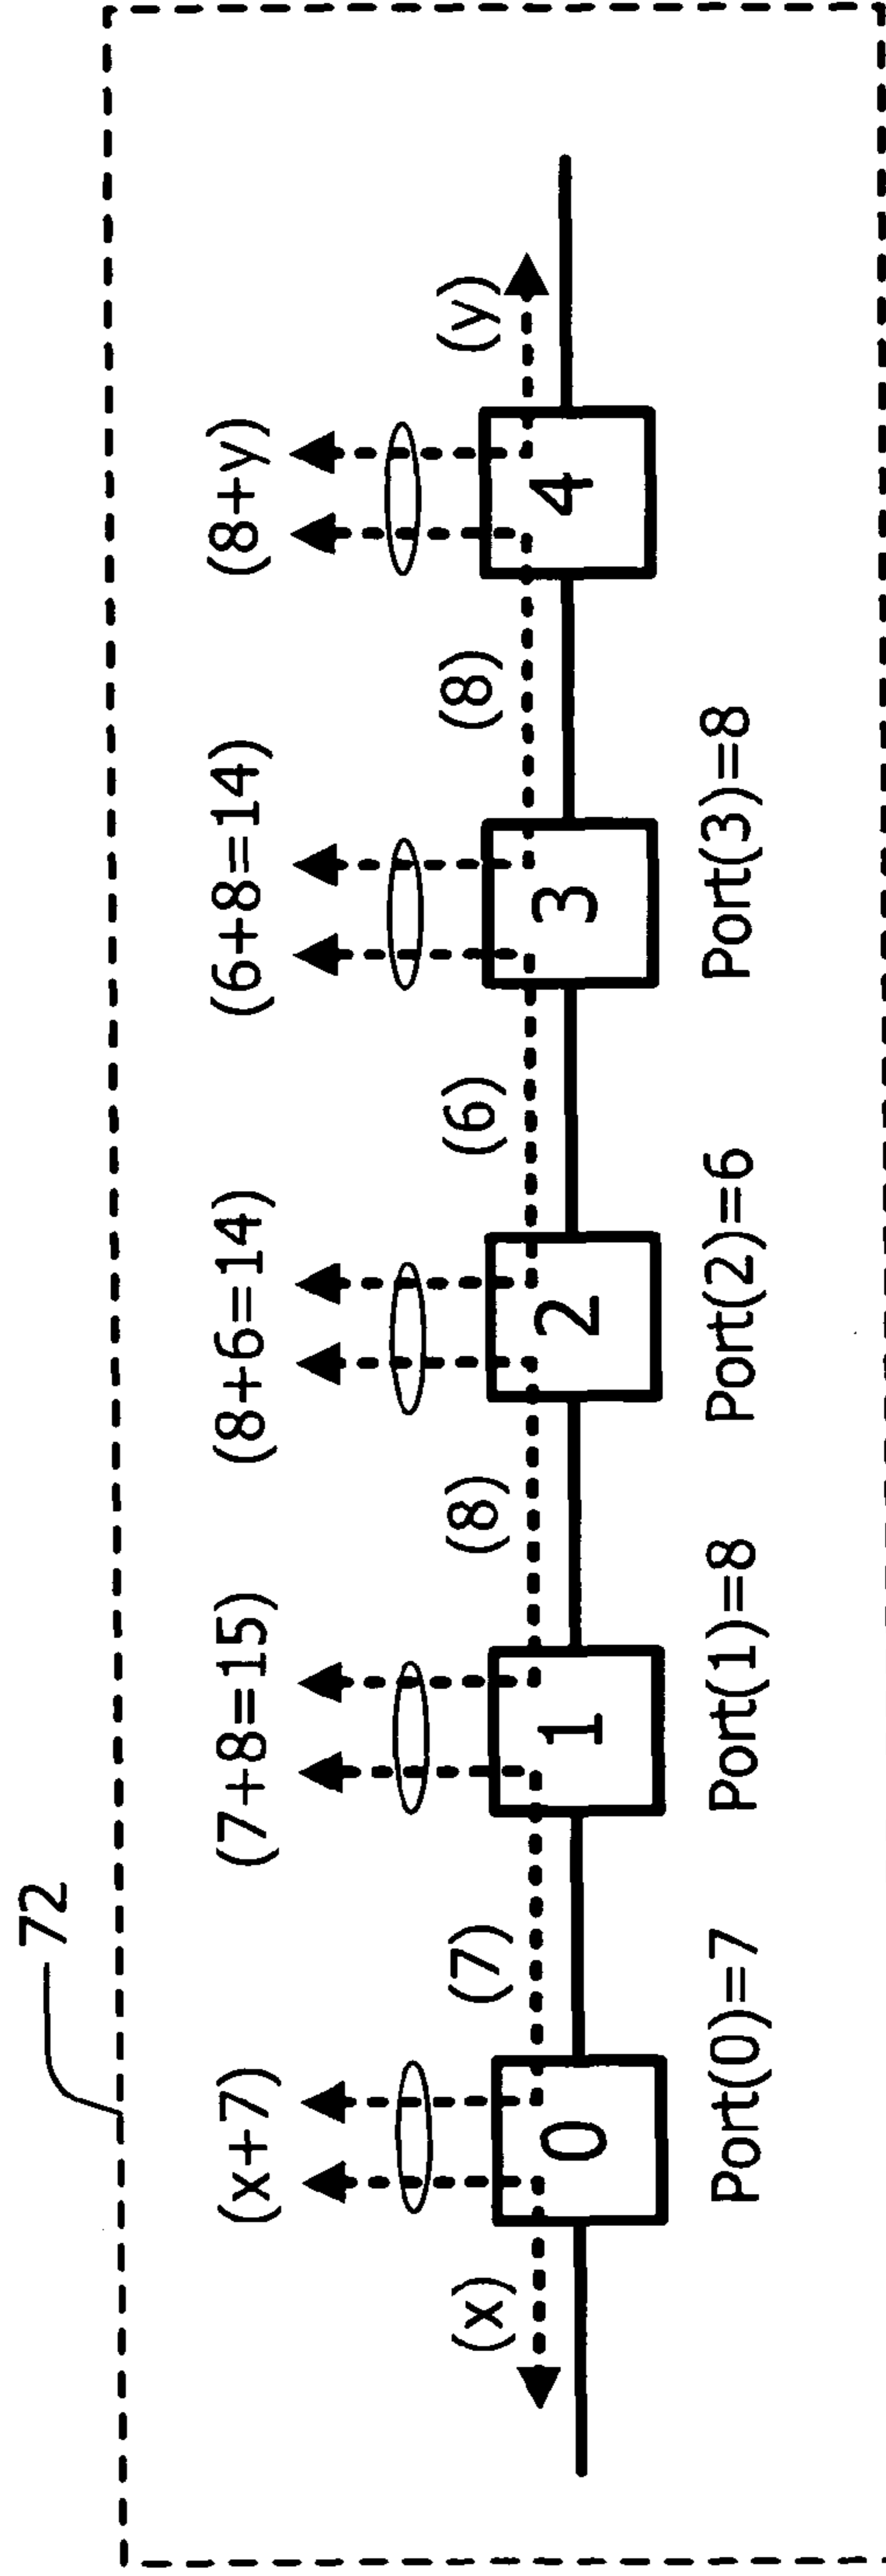 72
(x+7) (7+8=15) (8+6=14) (6+8=14) (8+y)
(x) (7) (8) (6) (8) (y)
0 1 2 3 4
Port(0)=7 Port(1)=8 Port(2)=6 Port(3)=8